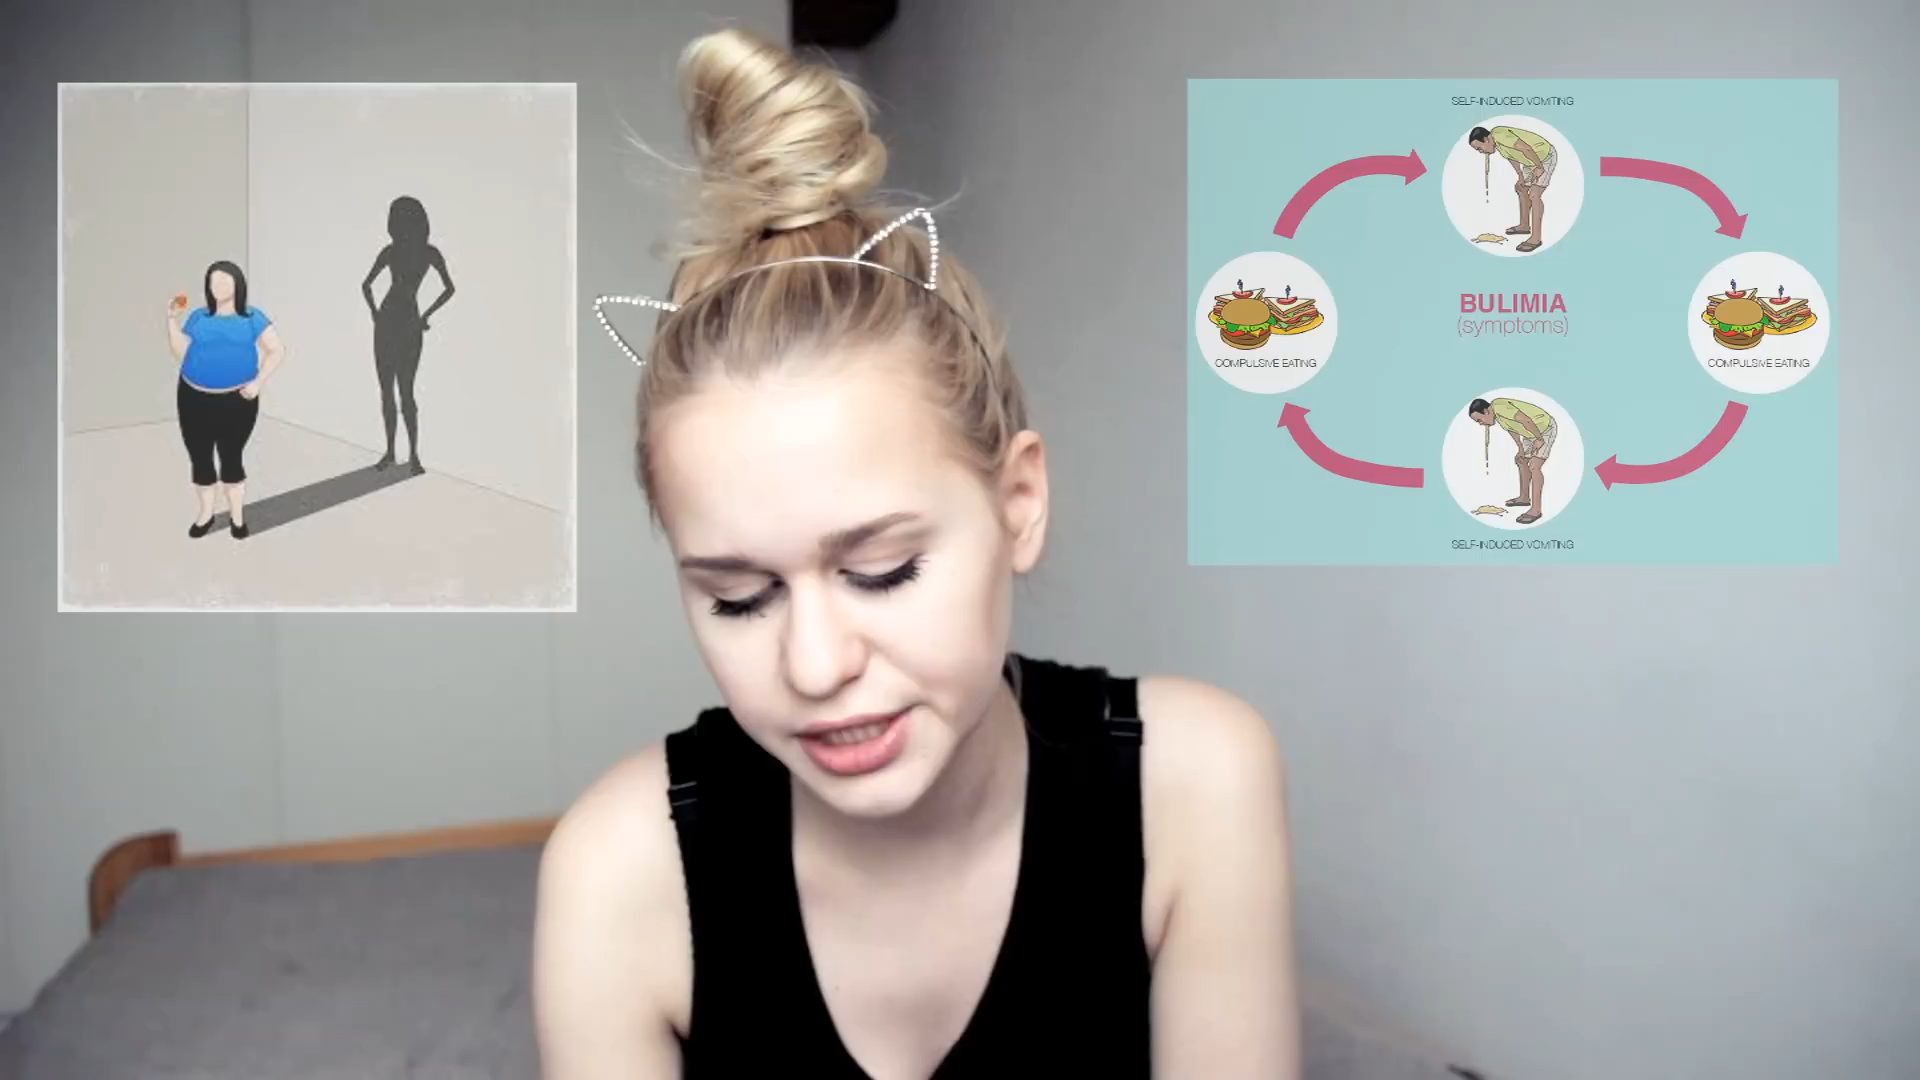 SELF-INDUCED VOMITING
BULIMIA
(symptoms)
COMPULSIVE EATING
COMPULSIVE EATING
SELF-INDUCED VOMITING